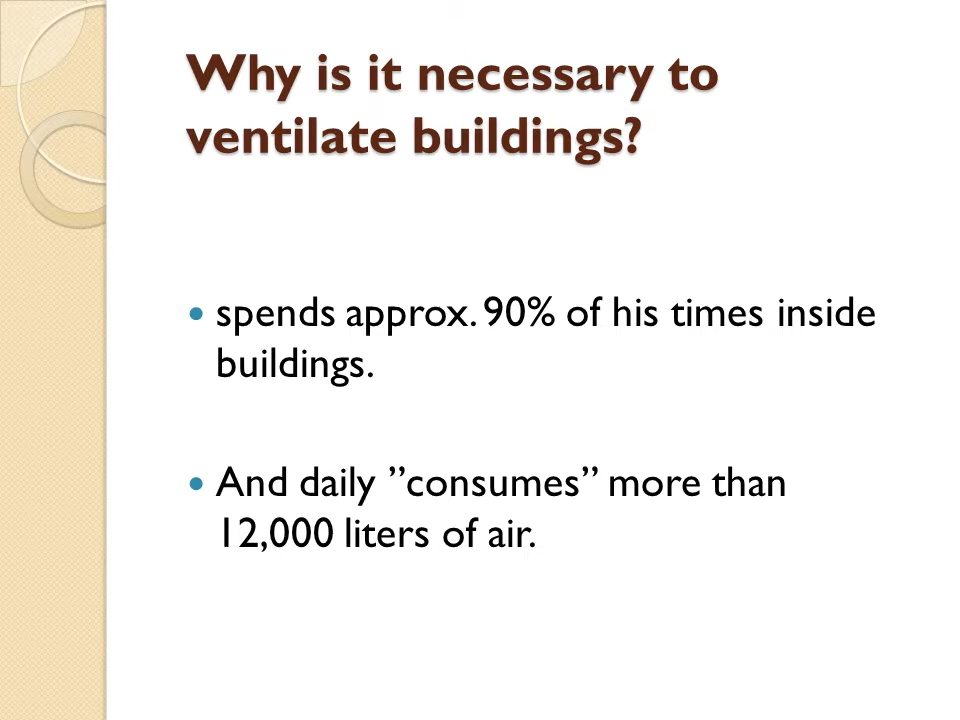 Why is it necessary to
ventilate buildings?
• spends approx. 90% of his times inside
buildings.
• And daily ”consumes” more than
12,000 liters of air.